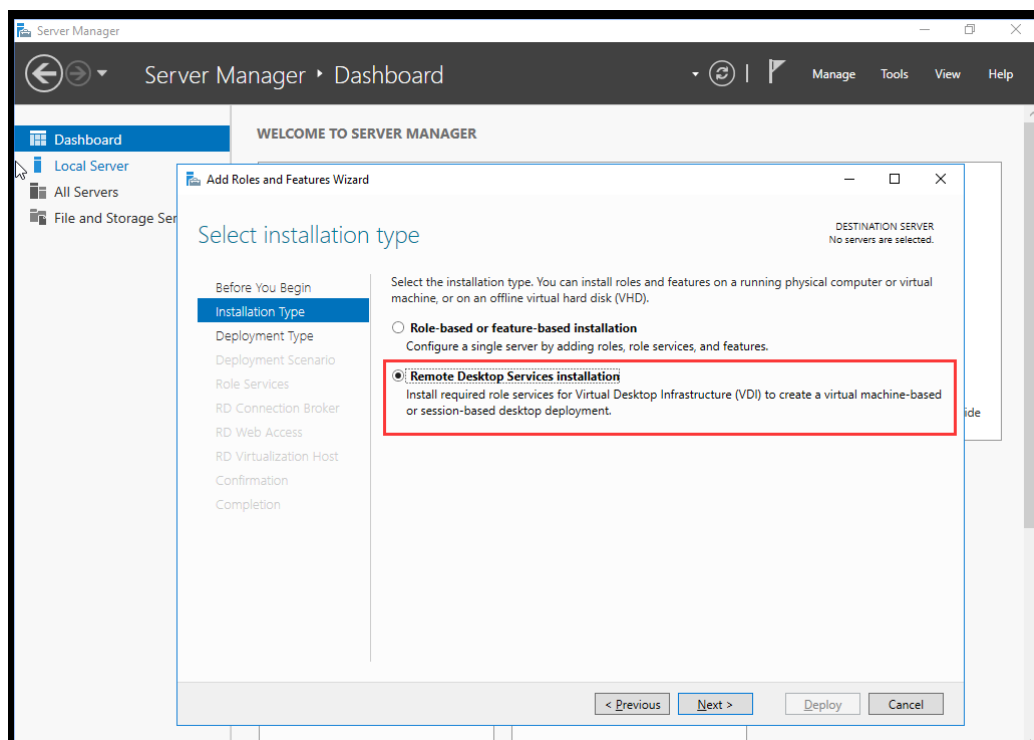 Server Manager
Server Manager ‣ Dashboard
Manage Tools View Help
Dashboard
Local Server
All Servers
File and Storage Ser
WELCOME TO SERVER MANAGER
Add Roles and Features Wizard
Select installation type
DESTINATION SERVER
No servers are selected.
Before You Begin
Installation Type
Deployment Type
Deployment Scenario
Role Services
RD Connection Broker
RD Web Access
RD Virtualization Host
Confirmation
Completion
Select the installation type. You can install roles and features on a running physical computer or virtual
machine, or on an offline virtual hard disk (VHD).
Role-based or feature-based installation
Configure a single server by adding roles, role services, and features.
Remote Desktop Services installation
Install required role services for Virtual Desktop Infrastructure (VDI) to create a virtual machine-based
or session-based desktop deployment.
ide
< Previous Next > Deploy Cancel